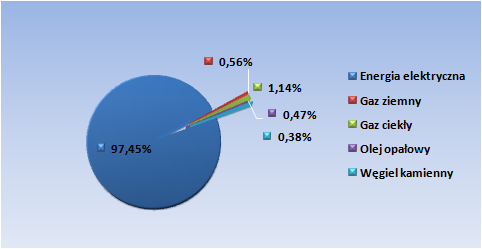 0,56%
1,14%
0,47%
0,38%
97,45%
Energia elektryczna
Gaz ziemny
Gaz ciekły
Olej opałowy
Węgiel kamienny